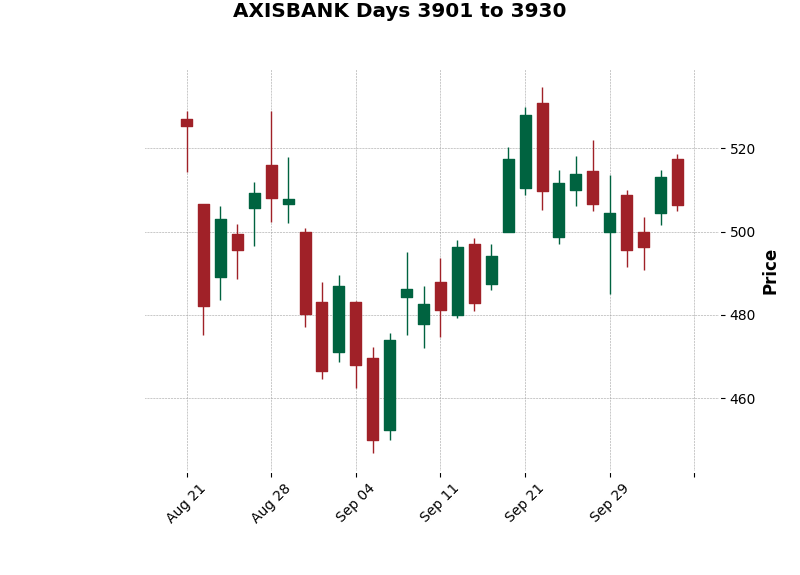 AXISBANK Days 3901 to 3930
520
500
480
460
Price
Aug 21
Aug 28
Sep 04
Sep 11
Sep 21
Sep 29